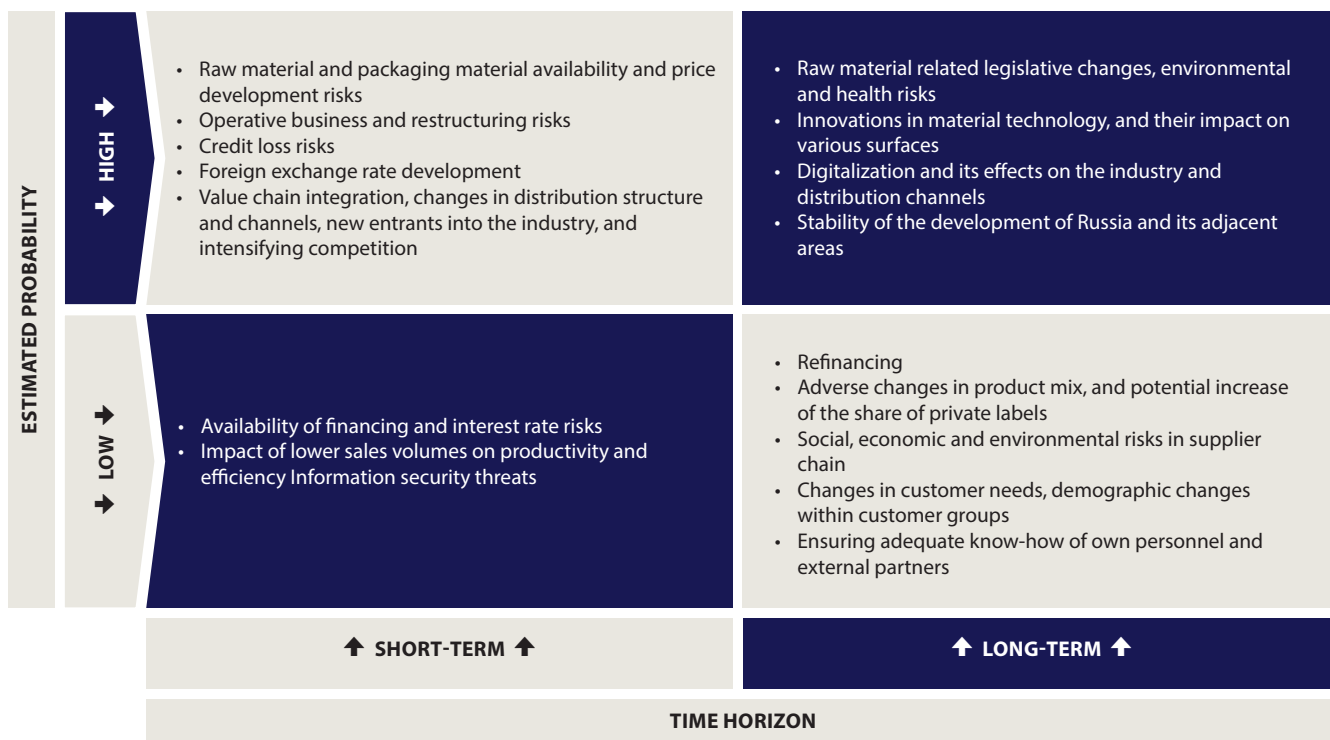 ESTIMATED PROBABILITY
HIGH
• Raw material and packaging material availability and price
development risks
• Operative business and restructuring risks
• Credit loss risks
• Foreign exchange rate development
• Value chain integration, changes in distribution structure
and channels, new entrants into the industry, and
intensifying competition
• Raw material related legislative changes, environmental
and health risks
• Innovations in material technology, and their impact on
various surfaces
• Digitalization and its effects on the industry and
distribution channels
• Stability of the development of Russia and its adjacent
areas
LOW
• Availability of financing and interest rate risks
• Impact of lower sales volumes on productivity and
efficiency Information security threats
• Refinancing
• Adverse changes in product mix, and potential increase
of the share of private labels
• Social, economic and environmental risks in supplier
chain
• Changes in customer needs, demographic changes
within customer groups
• Ensuring adequate know-how of own personnel and
external partners
SHORT-TERM
LONG-TERM
TIME HORIZON